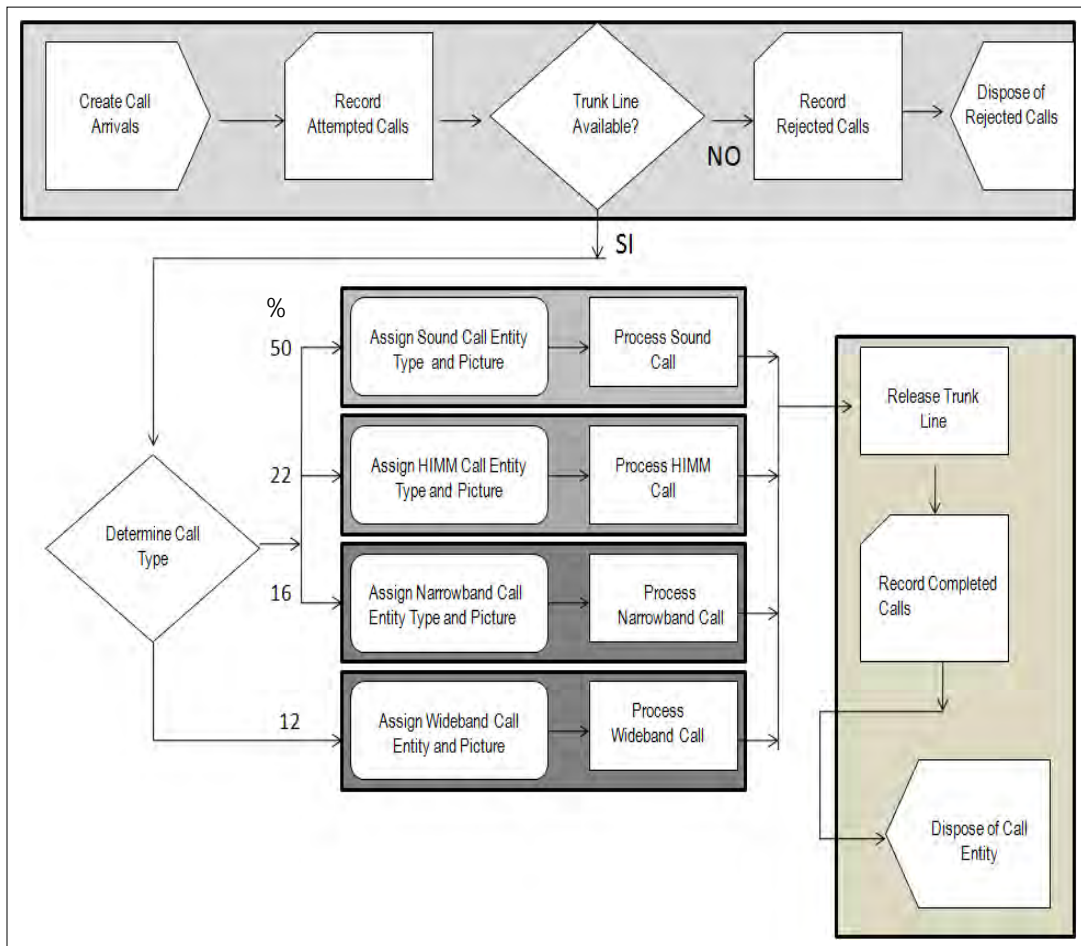 Create Call
Arrivals
Record
Attempted Calls
Trunk Line
Available?
NO
Record
Rejected Calls
Dispose of
Rejected Calls
SI
%
50
Assign Sound Call Entity
Type and Picture
Process Sound
Call
22
Assign HIMM Call Entity
Type and Picture
Process HIMM
Call
Determine Call
Type
16
Assign Narrowband Call
Entity Type and Picture
Process
Narrowband Call
12
Assign Wideband Call
Entity and Picture
Process
Wideband Call
Release Trunk
Line
Record Completed
Calls
Dispose of Call
Entity